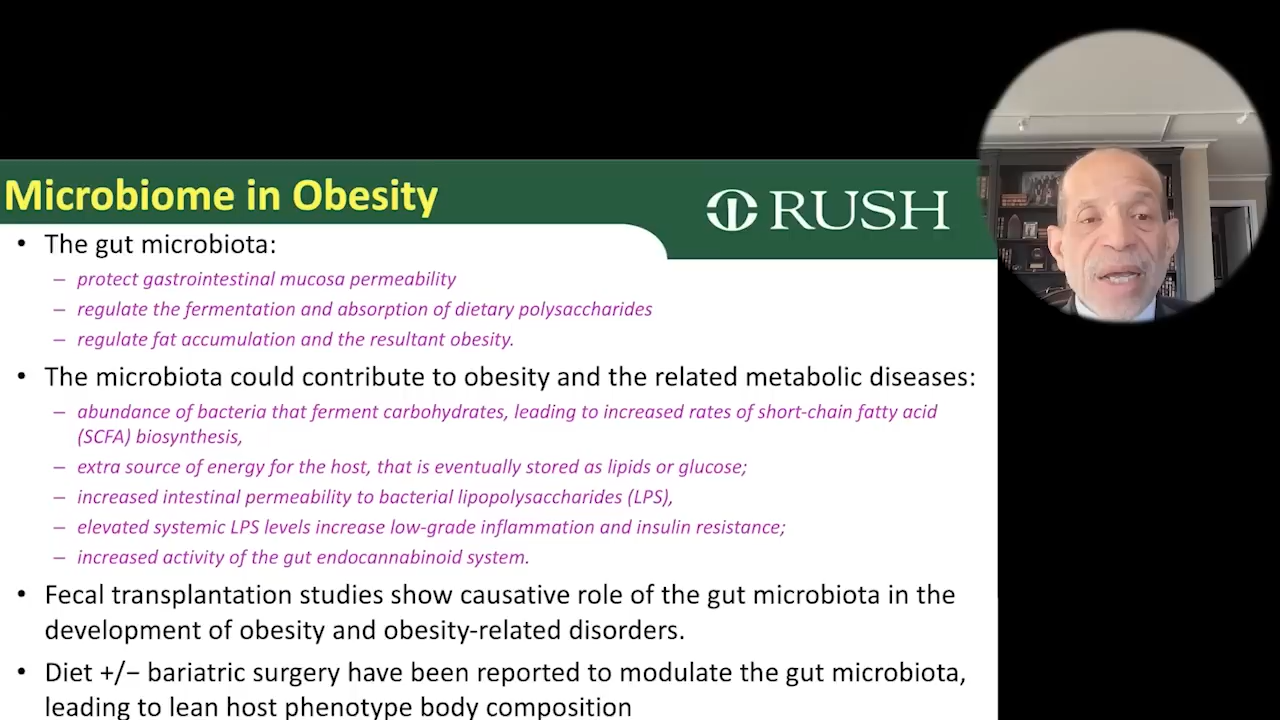 Microbiome in Obesity
RUSH
• The gut microbiota:
– protect gastrointestinal mucosa permeability
– regulate the fermentation and absorption of dietary polysaccharides
– regulate fat accumulation and the resultant obesity.
• The microbiota could contribute to obesity and the related metabolic diseases:
– abundance of bacteria that ferment carbohydrates, leading to increased rates of short-chain fatty acid
(SCFA) biosynthesis,
– extra source of energy for the host, that is eventually stored as lipids or glucose;
– increased intestinal permeability to bacterial lipopolysaccharides (LPS),
– elevated systemic LPS levels increase low-grade inflammation and insulin resistance;
– increased activity of the gut endocannabinoid system.
• Fecal transplantation studies show causative role of the gut microbiota in the
development of obesity and obesity-related disorders.
• Diet +/− bariatric surgery have been reported to modulate the gut microbiota,
leading to lean host phenotype body composition